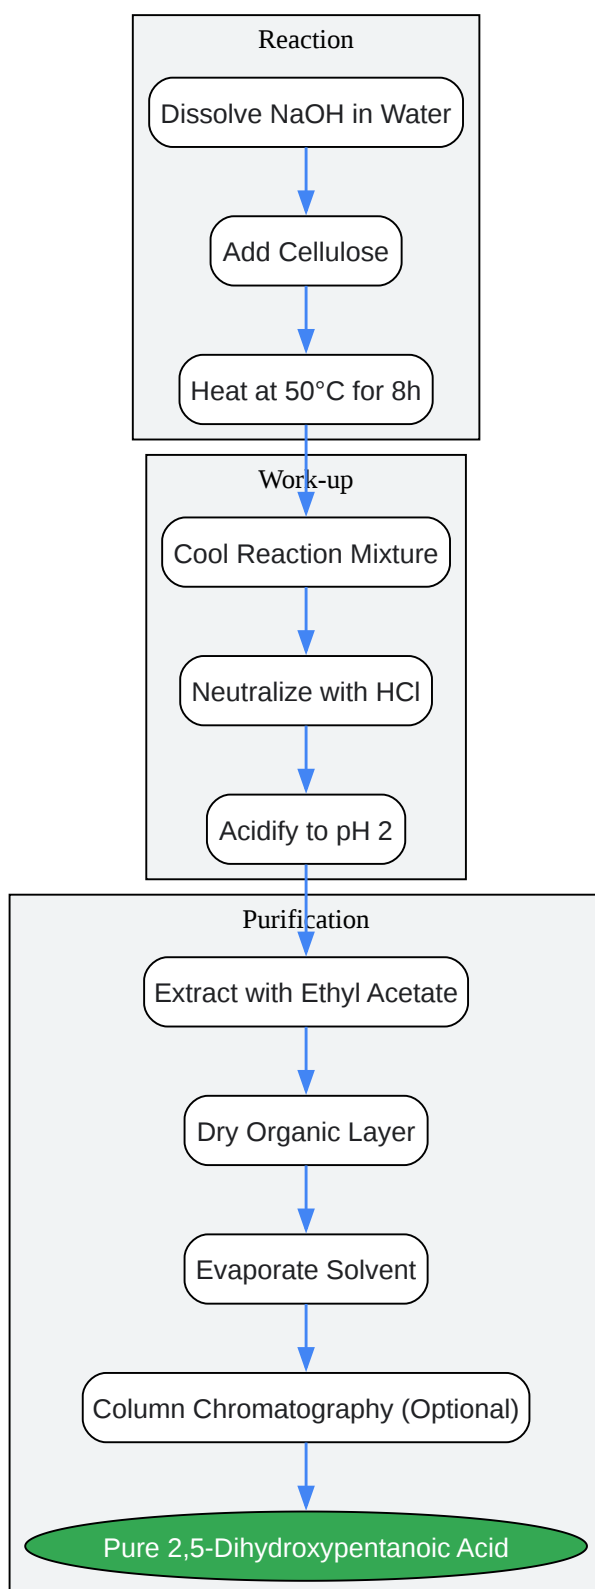 Reaction
Dissolve NaOH in Water
Add Cellulose
Heat at 50°C for 8h
Work-up
Cool Reaction Mixture
Neutralize with HCl
Acidify to pH 2
Purification
Extract with Ethyl Acetate
Dry Organic Layer
Evaporate Solvent
Column Chromatography (Optional)
Pure 2,5-Dihydroxypentanoic Acid